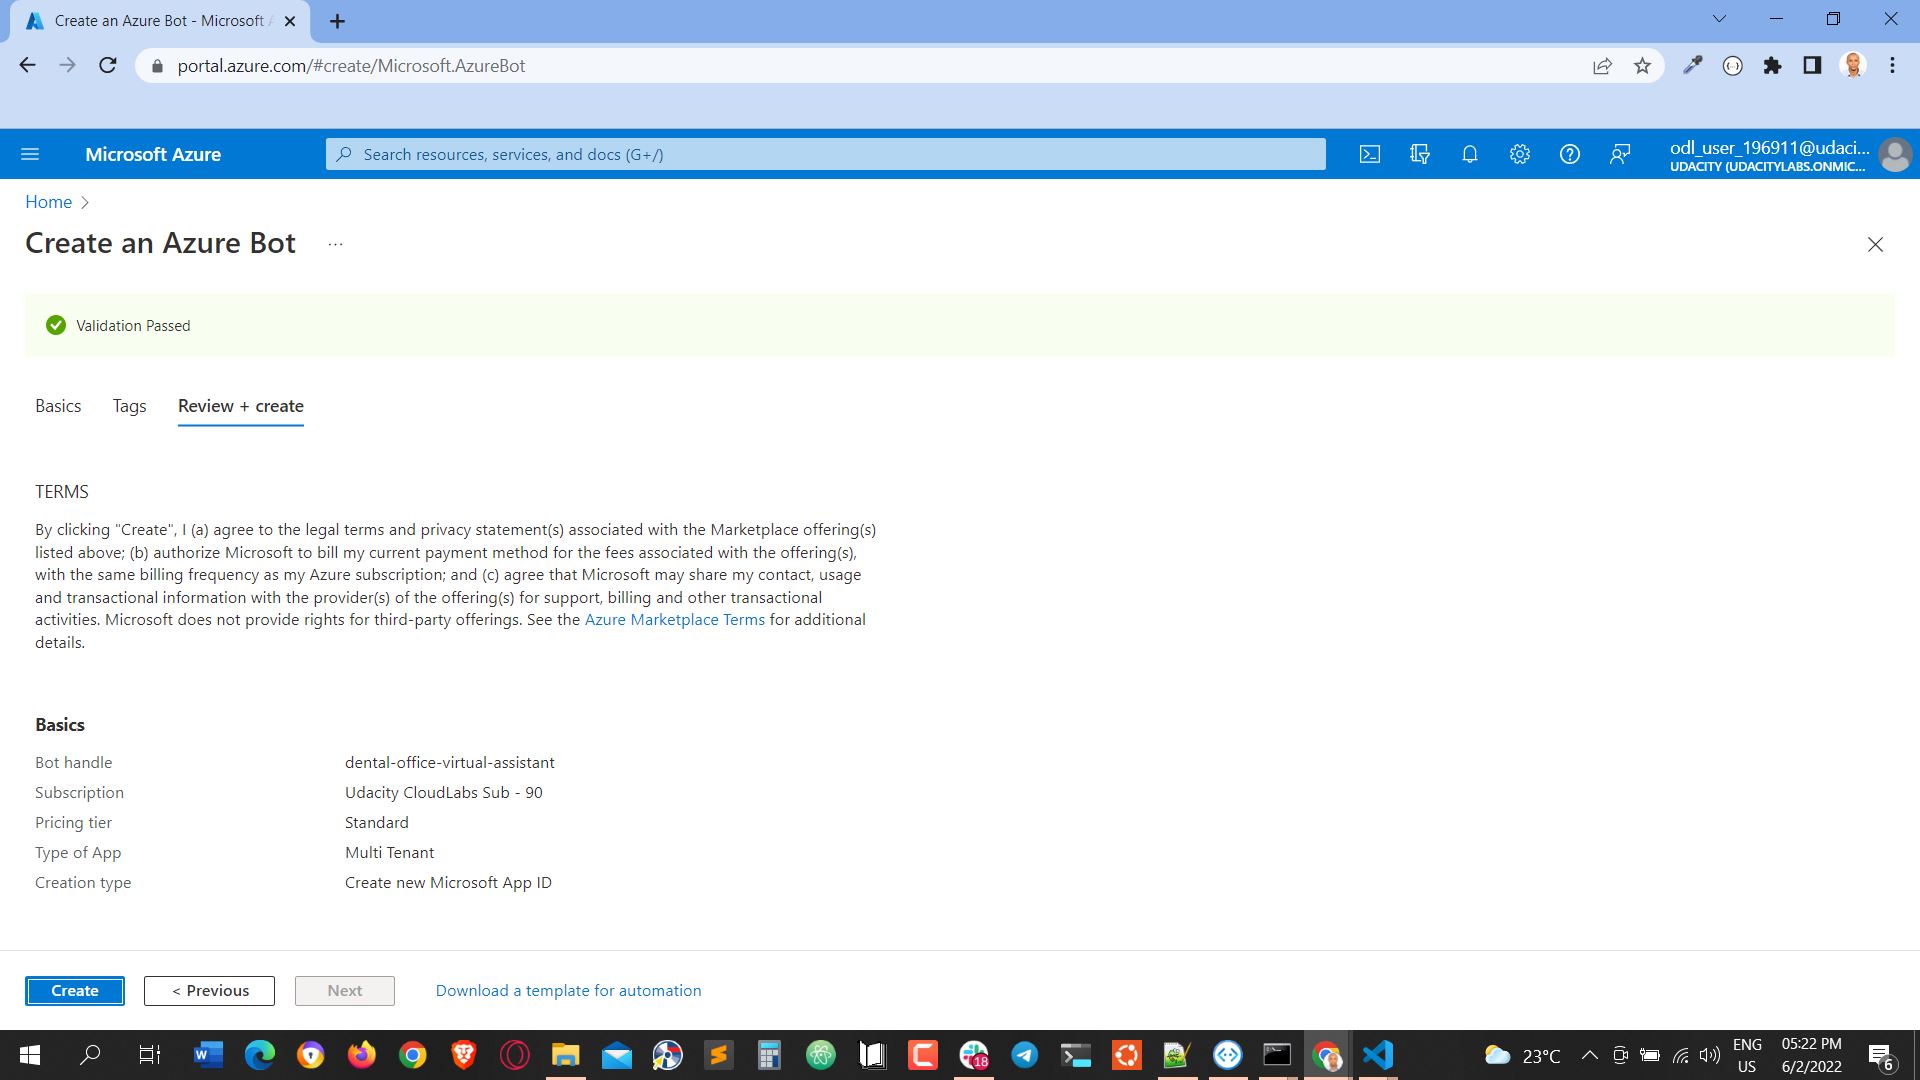 Create an Azure Bot - Microsoft A
portal.azure.com/#create/Microsoft.AzureBot
Microsoft Azure
Search resources, services, and docs (G+/)
odl_user_196911@udaci...
UDACITY (UDACITYLABS.ONMIC...
Home
Create an Azure Bot ...
Validation Passed
Basics Tags Review + create
TERMS
By clicking "Create", I (a) agree to the legal terms and privacy statement(s) associated with the Marketplace offering(s)
listed above; (b) authorize Microsoft to bill my current payment method for the fees associated with the offering(s),
with the same billing frequency as my Azure subscription; and (c) agree that Microsoft may share my contact, usage
and transactional information with the provider(s) of the offering(s) for support, billing and other transactional
activities. Microsoft does not provide rights for third-party offerings. See the Azure Marketplace Terms for additional
details.
Basics
Bot handle dental-office-virtual-assistant
Subscription Udacity CloudLabs Sub - 90
Pricing tier Standard
Type of App Multi Tenant
Creation type Create new Microsoft App ID
Create < Previous Next Download a template for automation
18
23°C
ENG
US
05:22 PM
6/2/2022
6